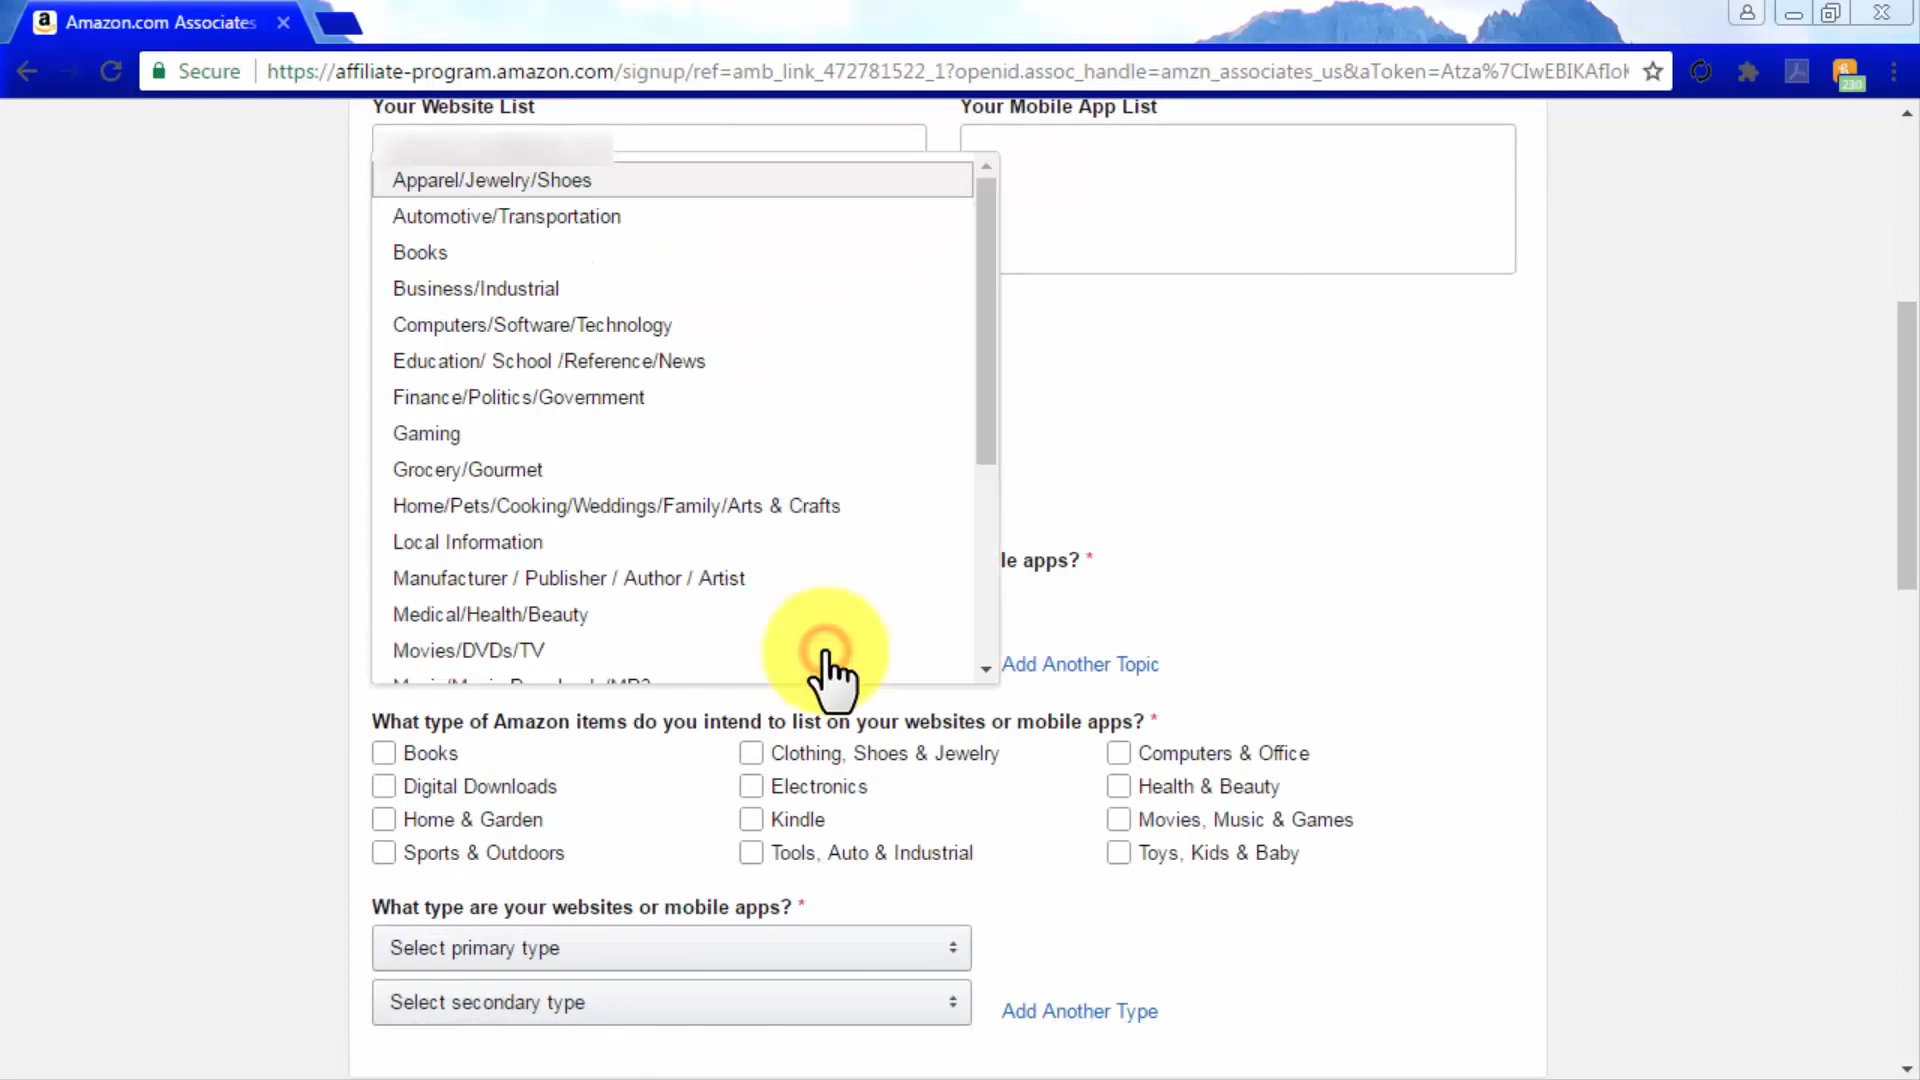 Amazon.com Associates
Secure
https://affiliate-program.amazon.com/signup/ref=amb_link_472781522_1?openid.assoc_handle=amzn_associates_us&aToken=Atza%7CIwEBIKAfIoK
230
Your Website List
Your Mobile App List
Apparel/Jewelry/Shoes
Automotive/Transportation
Books
Business/Industrial
Computers/Software/Technology
Education/ School /Reference/News
Finance/Politics/Government
Gaming
Grocery/Gourmet
Home/Pets/Cooking/Weddings/Family/Arts & Crafts
Local Information
le apps? *
Manufacturer / Publisher / Author / Artist
Medical/Health/Beauty
Movies/DVDs/TV
Add Another Topic
What type of Amazon items do you intend to list on your websites or mobile apps? *
Books
Clothing, Shoes & Jewelry
Computers & Office
Digital Downloads
Electronics
Health & Beauty
Home & Garden
Kindle
Movies, Music & Games
Sports & Outdoors
Tools, Auto & Industrial
Toys, Kids & Baby
What type are your websites or mobile apps? *
Select primary type
Select secondary type
Add Another Type